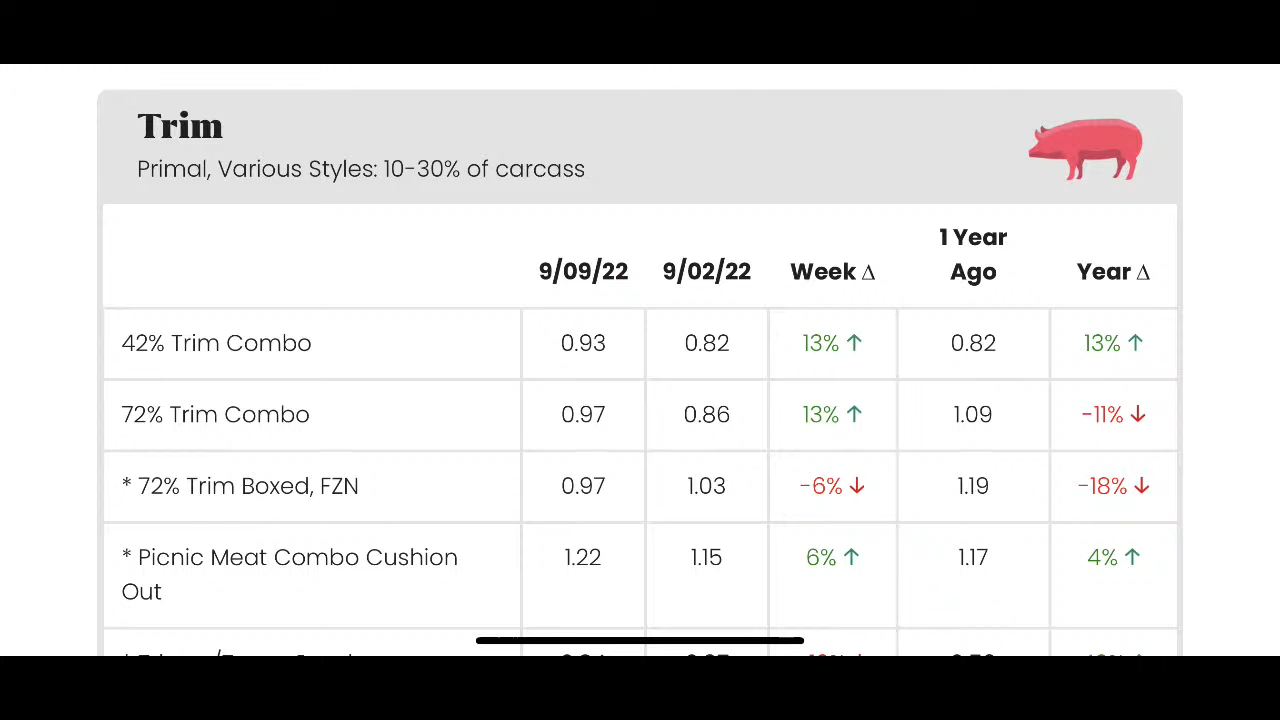 Trim
Primal, Various Styles: 10-30% of carcass
9/09/22 9/02/22 Week Δ 1 Year Ago Year Δ
42% Trim Combo 0.93 0.82 13% ↑ 0.82 13% ↑
72% Trim Combo 0.97 0.86 13% ↑ 1.09 -11% ↓
* 72% Trim Boxed, FZN 0.97 1.03 -6% ↓ 1.19 -18% ↓
* Picnic Meat Combo Cushion 1.22 1.15 6% ↑ 1.17 4% ↑
Out